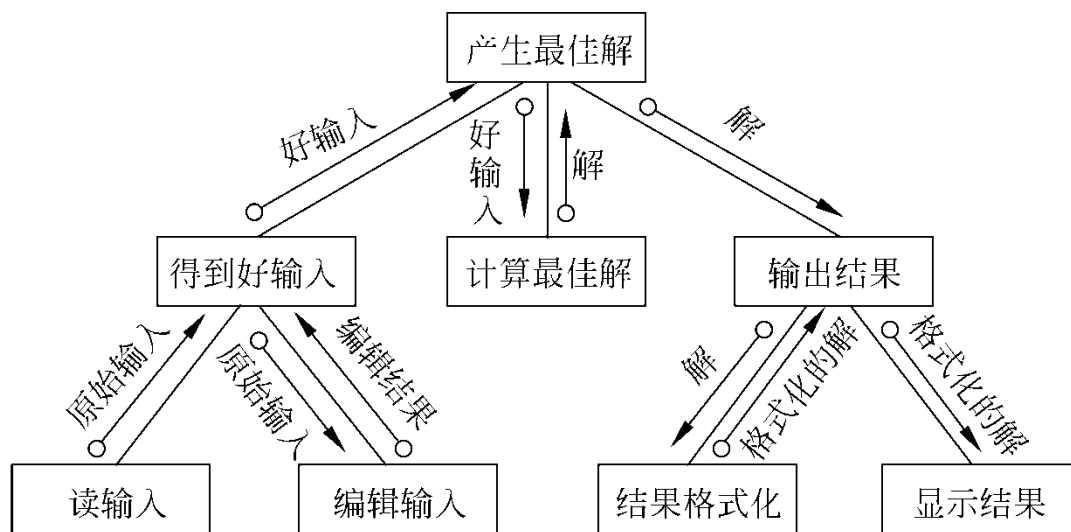 产生最佳解
好输入
好输入
解
解
得到好输入
计算最佳解
输出结果
原始输入
原始输入
编辑结果
解
格式化的解
格式化的解
读输入
编辑输入
结果格式化
显示结果